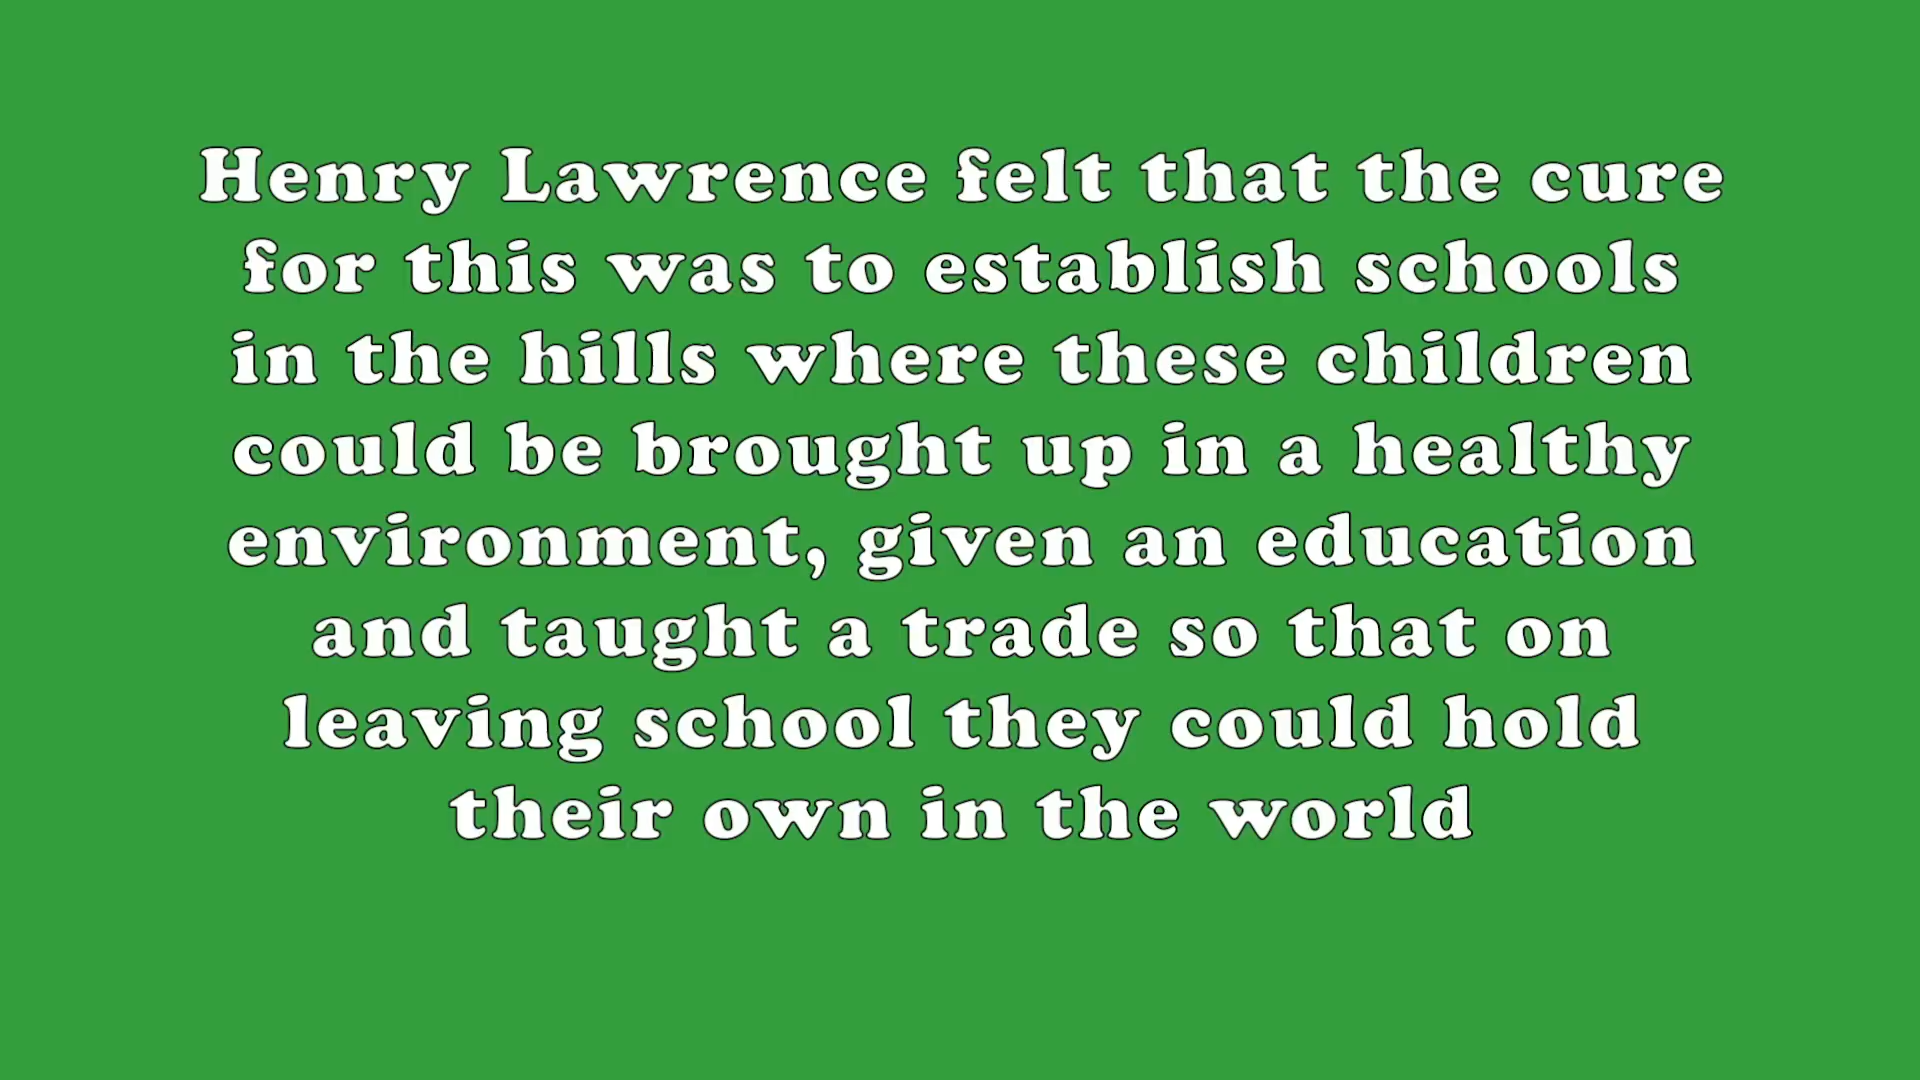 Henry Lawrence felt that the cure
for this was to establish schools
in the hills where these children
could be brought up in a healthy
environment, given an education
and taught a trade so that on
leaving school they could hold
their own in the world